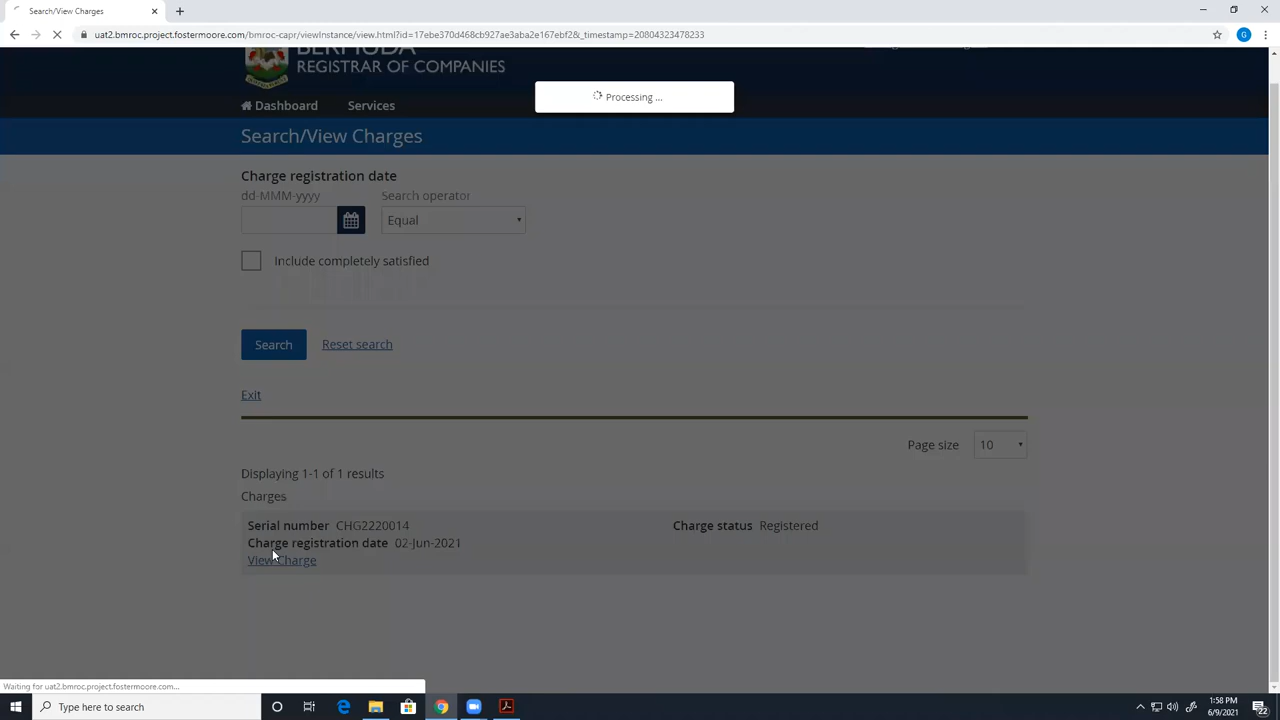 Search/View Charges
uat2.bmroc.project.fostermoore.com/bmroc-capr/viewInstance/view.html?id=17ebe370d468cb927ae3aba2e167ebf2&_timestamp=20804323478233
G
BERMUDA
REGISTRAR OF COMPANIES
Processing ...
Dashboard Services
Search/View Charges
Charge registration date
dd-MMM-yyyy Search operator
Equal
Include completely satisfied
Search Reset search
Exit
Page size 10
Displaying 1-1 of 1 results
Charges
Serial number CHG2220014 Charge status Registered
Charge registration date 02-Jun-2021
View Charge
Waiting for uat2.bmroc.project.fostermoore.com...
Type here to search
1:58 PM
6/9/2021
22